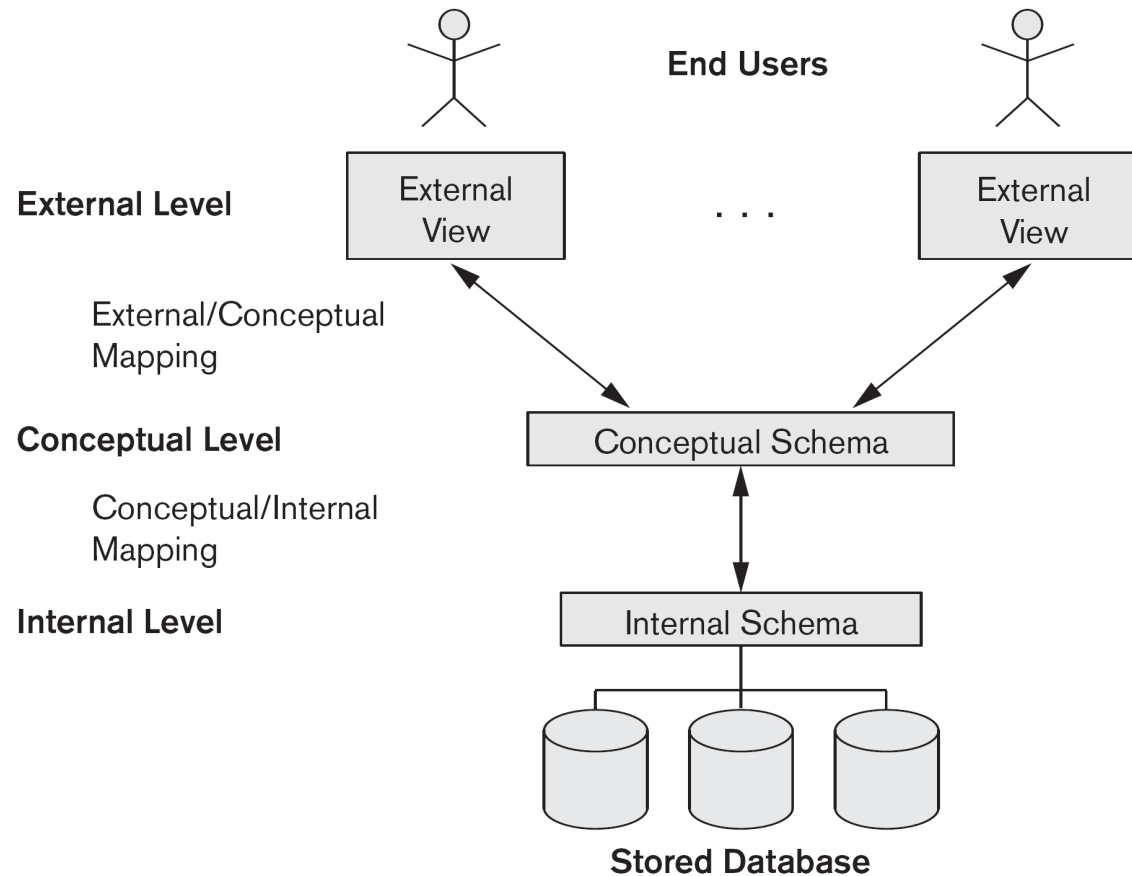 End Users
External Level
External
View
. . .
External
View
External/Conceptual
Mapping
Conceptual Level
Conceptual Schema
Conceptual/Internal
Mapping
Internal Level
Internal Schema
Stored Database